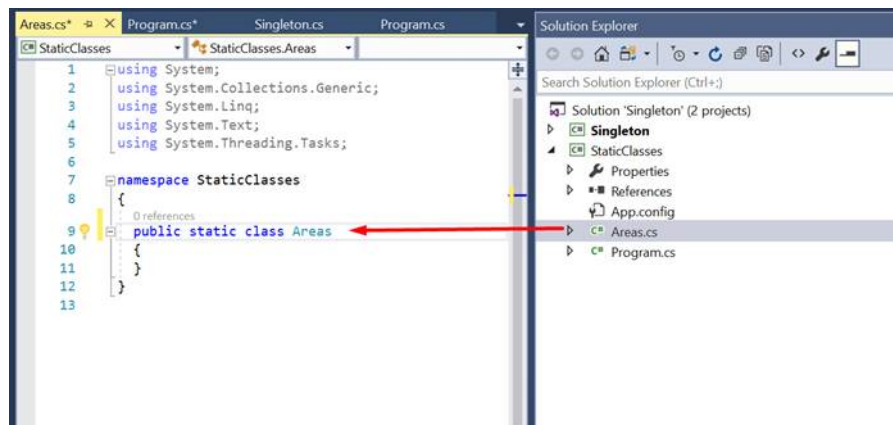 Areas.cs* Program.cs* Singleton.cs Program.cs
StaticClasses StaticClasses.Areas
1 using System;
2 using System.Collections.Generic;
3 using System.Linq;
4 using System.Text;
5 using System.Threading.Tasks;
6
7 namespace StaticClasses
8 {
0 references
9 public static class Areas
10 {
11 }
12 }
13
Solution Explorer
Search Solution Explorer (Ctrl+;)
Solution 'Singleton' (2 projects)
C# Singleton
C# StaticClasses
Properties
References
App.config
C# Areas.cs
C# Program.cs